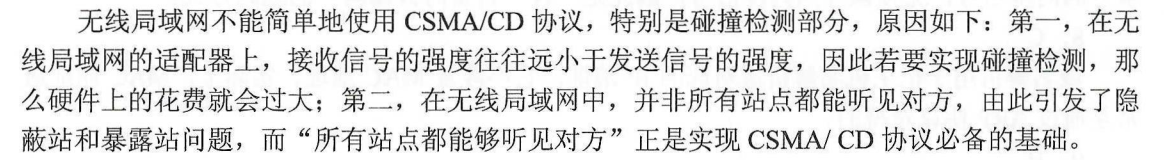 无线局域网不能简单地使用 CSMA/CD 协议，特别是碰撞检测部分，原因如下：第一，在无
线局域网的适配器上，接收信号的强度往往远小于发送信号的强度，因此若要实现碰撞检测，那
么硬件上的花费就会过大；第二，在无线局域网中，并非所有站点都能听见对方，由此引发了隐
蔽站和暴露站问题，而“所有站点都能够听见对方”正是实现 CSMA/ CD 协议必备的基础。